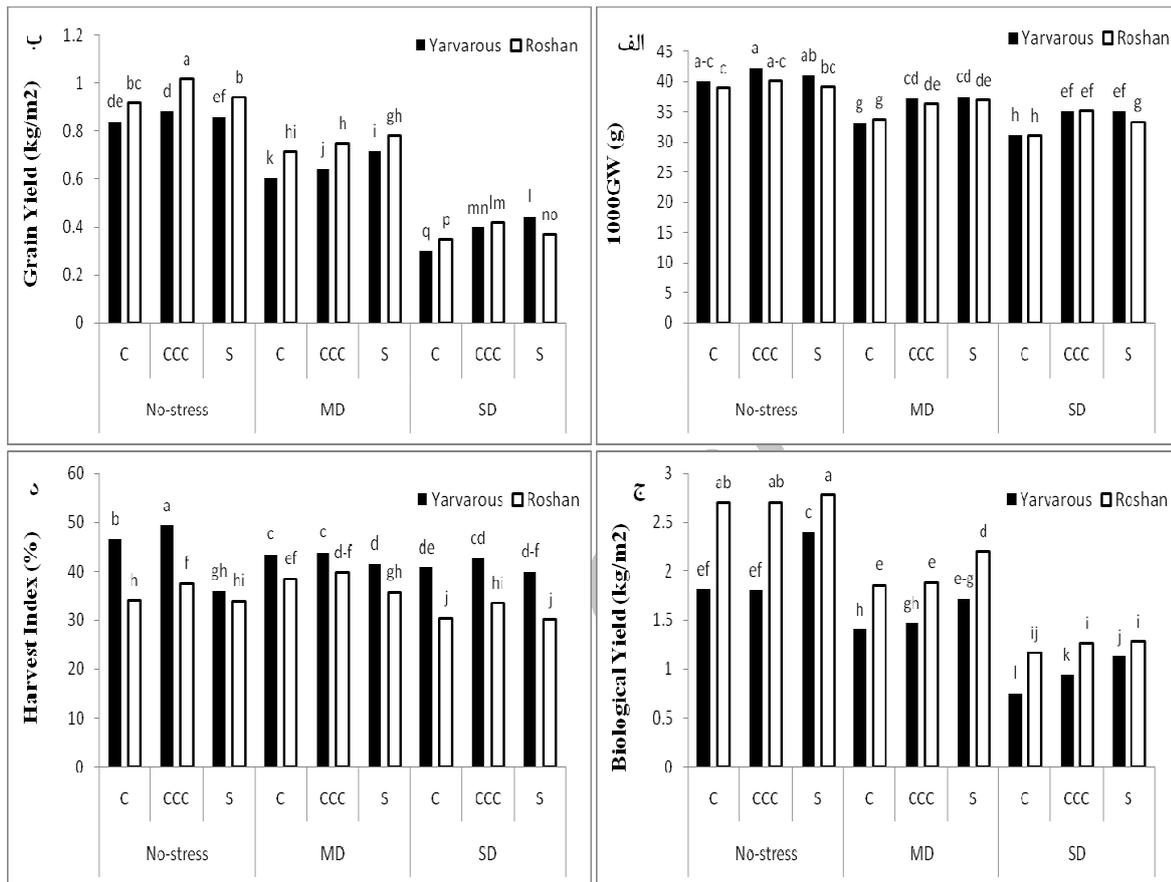 Yarvarous Roshan
Grain Yield (kg/m2)
1.2
1
0.8
0.6
0.4
0.2
0
de bc d a ef b k hi j h i gh q p mn lm l no
C CCC S C CCC S C CCC S
No-stress MD SD
الف
Yarvarous Roshan
1000GW (g)
45
40
35
30
25
20
15
10
5
0
a-c c a a-c ab bc g g cd de cd de h h ef ef ef g
C CCC S C CCC S C CCC S
No-stress MD SD
Yarvarous Roshan
Harvest Index (%)
60
50
40
30
20
10
0
b h a f gh hi c ef c d-f d gh de j cd hi d-f j
C CCC S C CCC S C CCC S
No-stress MD SD
ج
Yarvarous Roshan
Biological Yield (kg/m2)
3
2.5
2
1.5
1
0.5
0
ef ab ef ab c a h e gh e e-g d l ij k i j i
C CCC S C CCC S C CCC S
No-stress MD SD